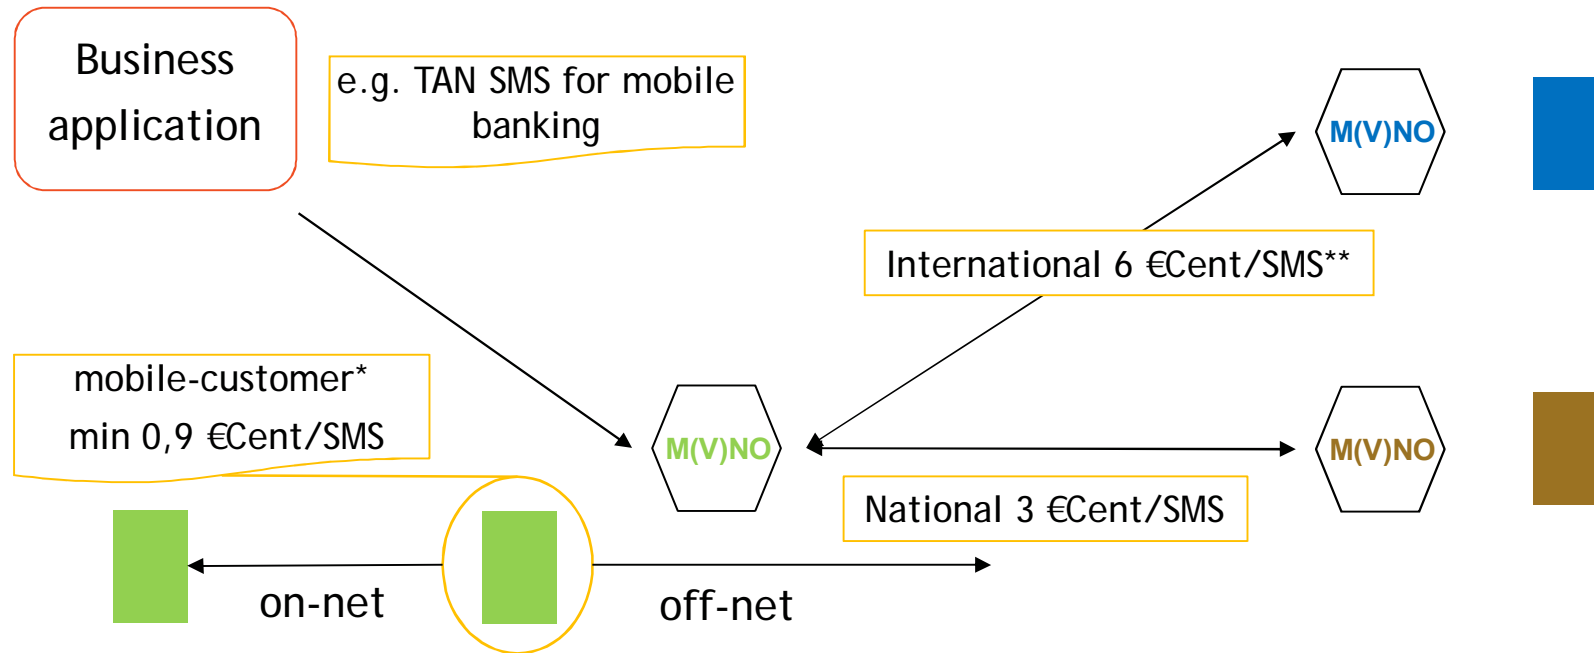 Business
application
e.g. TAN SMS for mobile
banking
M(V)NO
International 6 €Cent/SMS**
mobile-customer*
min 0,9 €Cent/SMS
M(V)NO
M(V)NO
National 3 €Cent/SMS
on-net
off-net